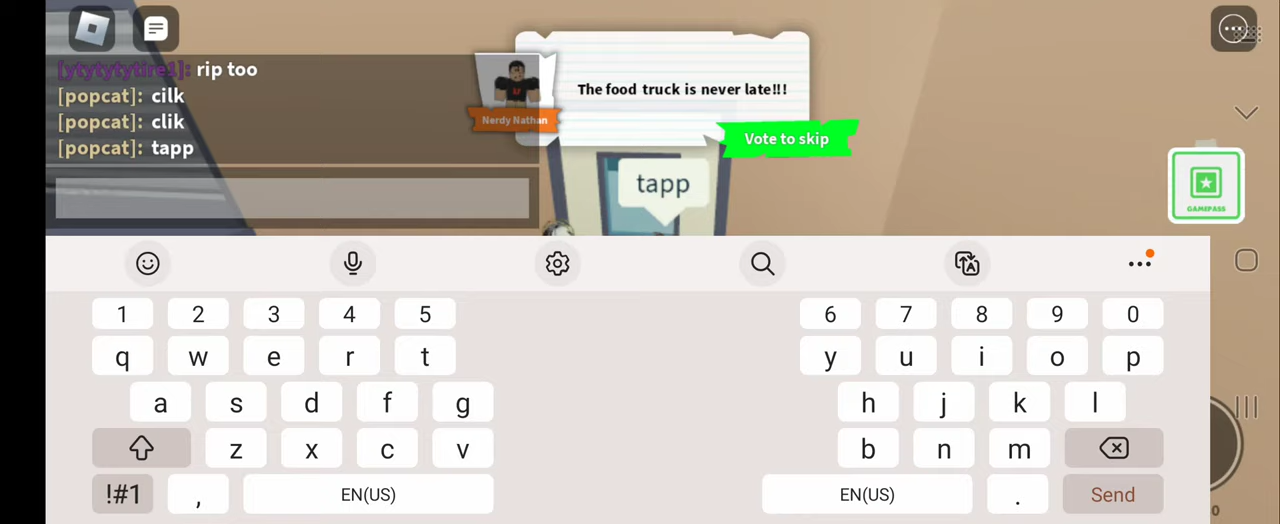 [ytytytytire1]: rip too
[popcat]: cilk
[popcat]: clik
[popcat]: tapp
Nerdy Nathan
The food truck is never late!!!
Vote to skip
tapp
GAMEPASS
1 2 3 4 5 6 7 8 9 0
q w e r t y u i o p
a s d f g h j k l
z x c v b n m
!#1 , EN(US) EN(US) . Send
0